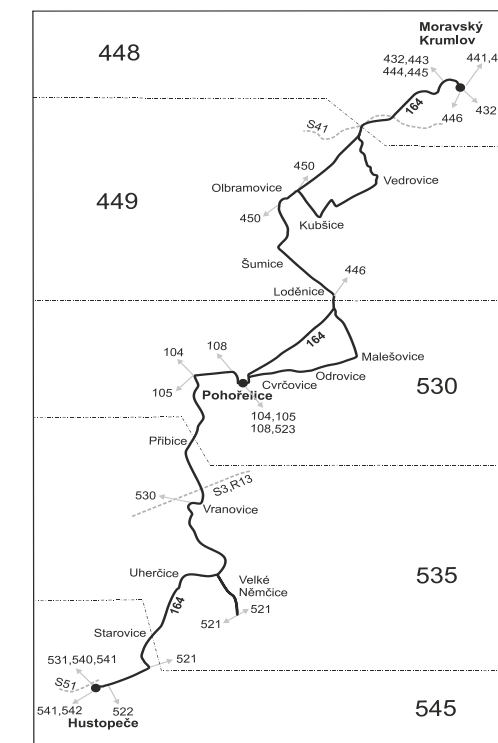 Moravský
Krumlov
448
432,443
444,445
441,4
164
446
432
S41
450
Vedrovice
Olbramovice
449
450
Kubšice
Šumice
446
Loděnice
164
104
108
Malešovice
Odrovice
530
105
Cvrčovice
Pohořelice
104,105
108,523
Přibice
S3,R13
530
Vranovice
535
Uherčice
Velké
Němčice
164
521
521
Starovice
531,540,541
521
S51
541,542
522
545
Hustopeče